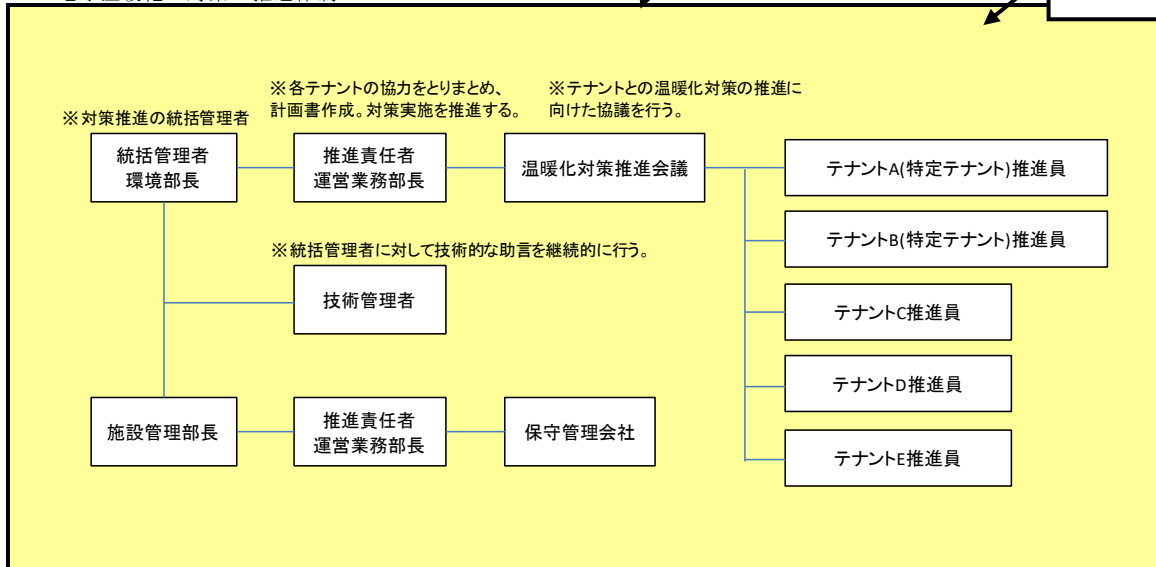 ※各テナントの協力をとりまとめ、
計画書作成。対策実施を推進する。
※テナントとの温暖化対策の推進に
向けた協議を行う。
※対策推進の統括管理者
統括管理者
環境部長
推進責任者
運営業務部長
温暖化対策推進会議
テナントA(特定テナント)推進員
テナントB(特定テナント)推進員
※統括管理者に対して技術的な助言を継続的に行う。
技術管理者
テナントC推進員
テナントD推進員
施設管理部長
推進責任者
運営業務部長
保守管理会社
テナントE推進員